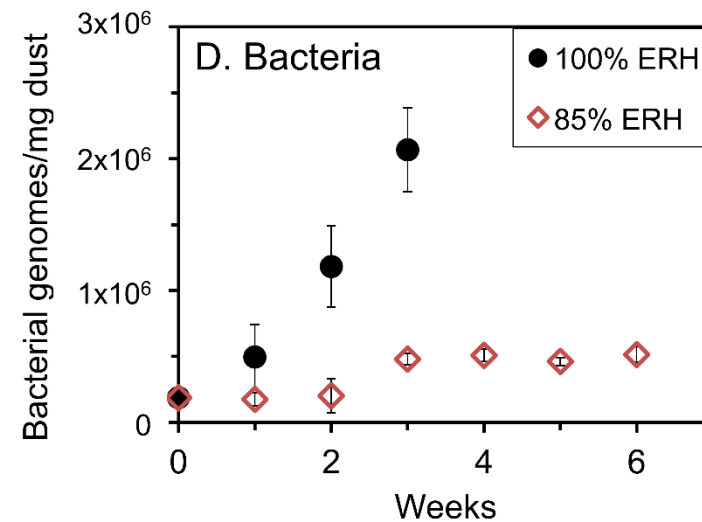 3x10⁶
D. Bacteria
100% ERH
85% ERH
2x10⁶
1x10⁶
0
Bacterial genomes/mg dust
0 2 4 6
Weeks